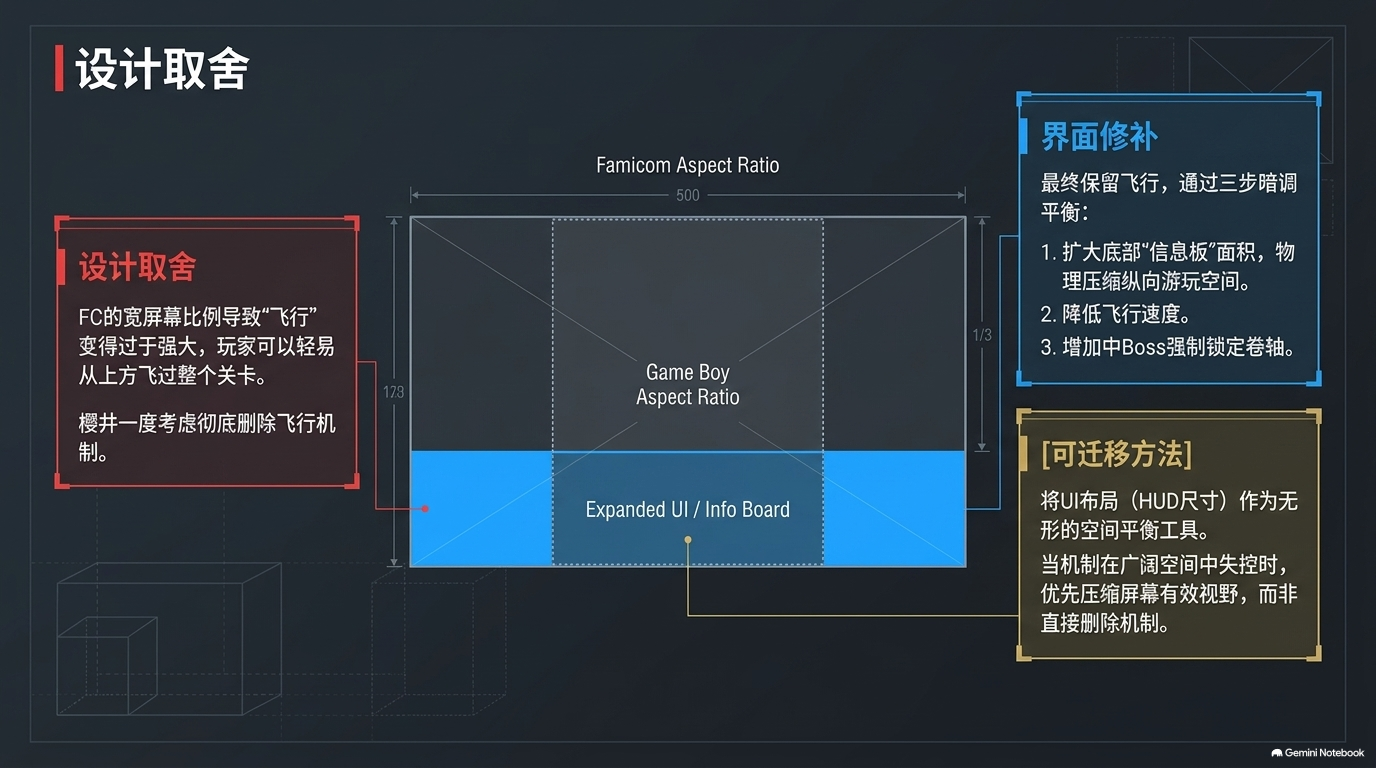 设计取舍
设计取舍
FC的宽屏幕比例导致“飞行”
变得过于强大，玩家可以轻易
从上方飞过整个关卡。
樱井一度考虑彻底删除飞行机
制。
Famicom Aspect Ratio
500
1/3
Game Boy
Aspect Ratio
Expanded UI / Info Board
界面修补
最终保留飞行，通过三步暗调
平衡：
1. 扩大底部“信息板”面积，物
理压缩纵向游玩空间。
2. 降低飞行速度。
3. 增加中Boss强制锁定卷轴。
[可迁移方法]
将UI布局（HUD尺寸）作为无
形的空间平衡工具。
当机制在广阔空间中失控时，
优先压缩屏幕有效视野，而非
直接删除机制。
Gemini Notebook